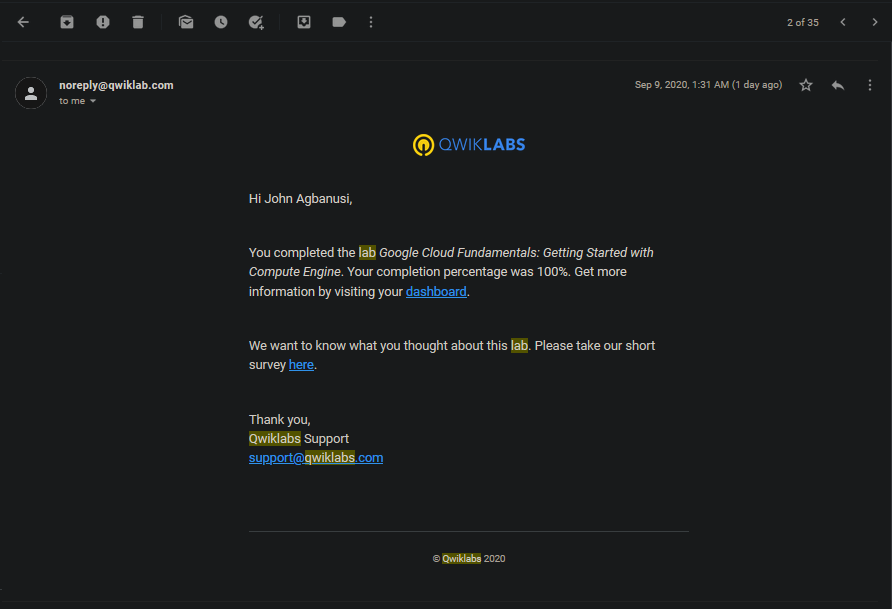 2 of 35
noreply@qwiklab.com
Sep 9, 2020, 1:31 AM (1 day ago)
to me
QWIKLABS
Hi John Agbanusi,
You completed the lab Google Cloud Fundamentals: Getting Started with
Compute Engine. Your completion percentage was 100%. Get more
information by visiting your dashboard.
We want to know what you thought about this lab. Please take our short
survey here.
Thank you,
Qwiklabs Support
support@qwiklabs.com
© Qwiklabs 2020